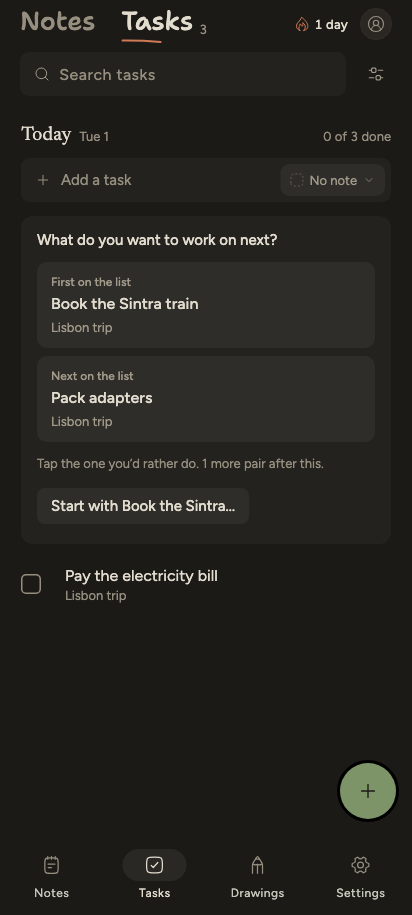 Notes Tasks 3 1 day
Search tasks
Today Tue 1 0 of 3 done
Add a task No note
What do you want to work on next?
First on the list
Book the Sintra train
Lisbon trip
Next on the list
Pack adapters
Lisbon trip
Tap the one you’d rather do. 1 more pair after this.
Start with Book the Sintra...
Pay the electricity bill
Lisbon trip
Notes Tasks Drawings Settings